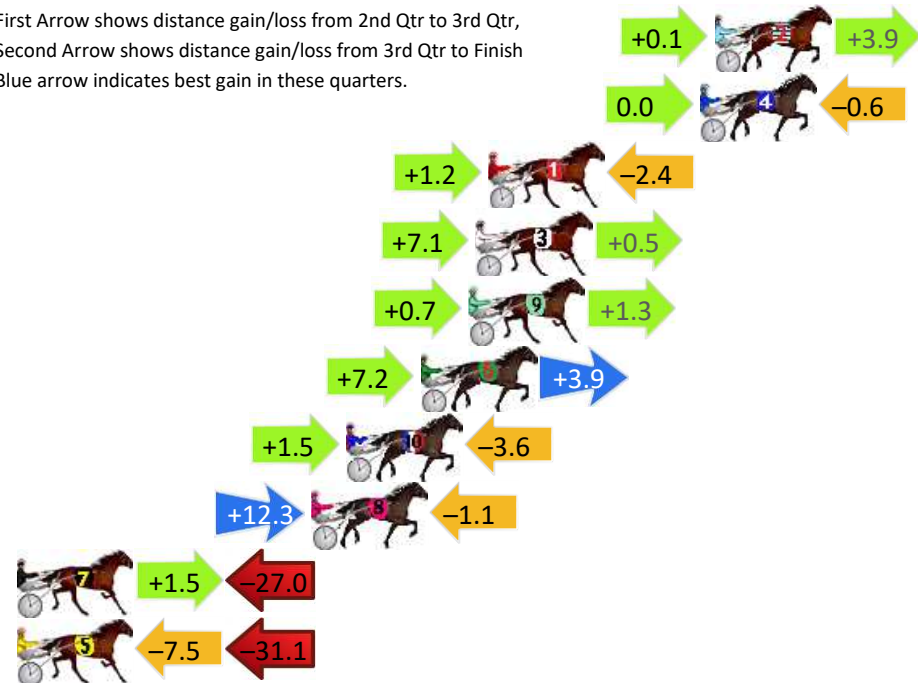 First Arrow shows distance gain/loss from 2nd Qtr to 3rd Qtr,
Second Arrow shows distance gain/loss from 3rd Qtr to Finish
Blue arrow indicates best gain in these quarters.
+0.1 2 +3.9
0.0 4 −0.6
+1.2 1 −2.4
+7.1 3 +0.5
+0.7 9 +1.3
+7.2 6 +3.9
+1.5 10 −3.6
+12.3 8 −1.1
7 +1.5 −27.0
5 −7.5 −31.1